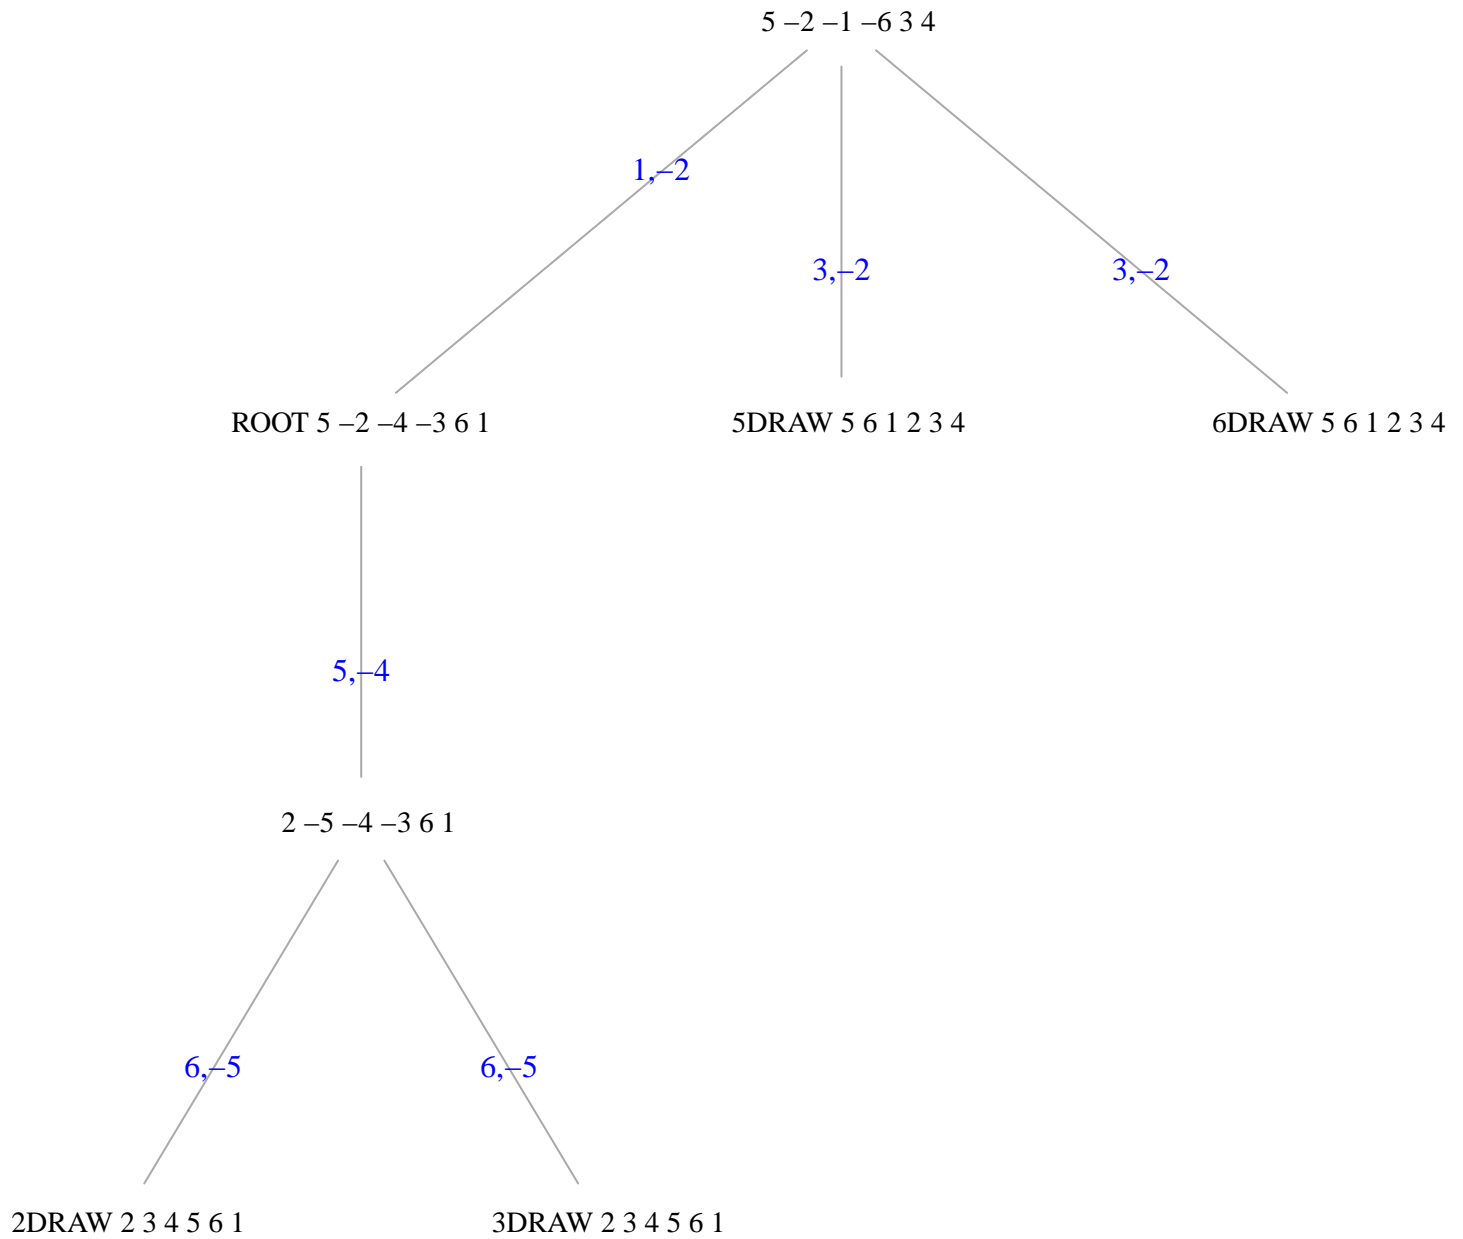 5 –2 –1 –6 3 4
1,–2
3,–2
3,–2
ROOT 5 –2 –4 –3 6 1
5DRAW 5 6 1 2 3 4
6DRAW 5 6 1 2 3 4
5,–4
2 –5 –4 –3 6 1
6,–5
6,–5
2DRAW 2 3 4 5 6 1
3DRAW 2 3 4 5 6 1